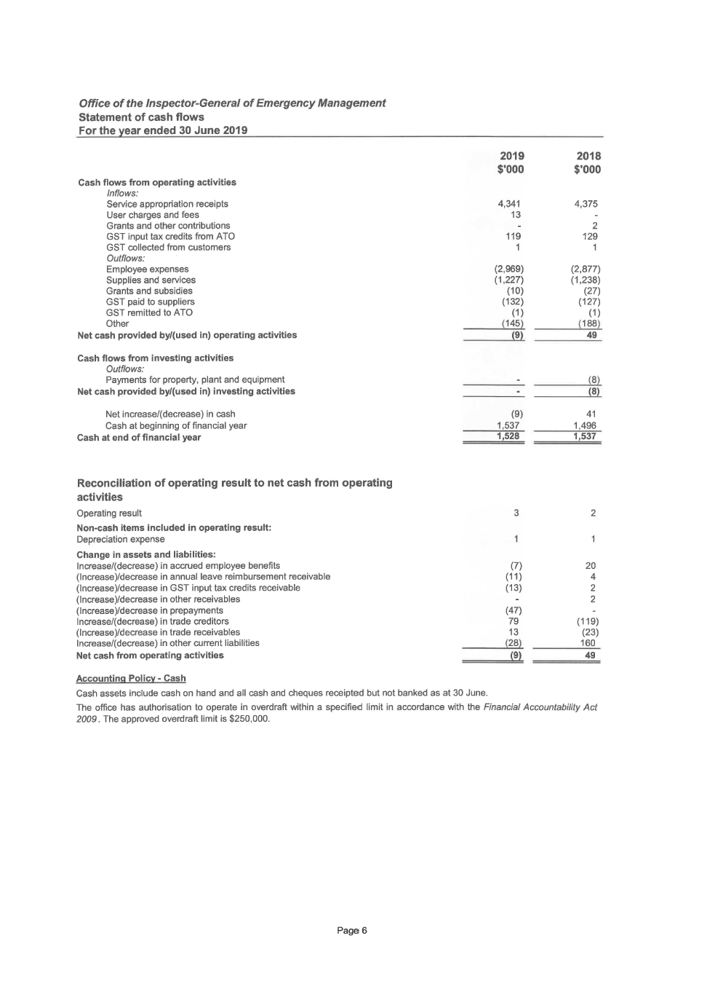 Office of the Inspector-General of Emergency Management
Statement of cash flows
For the year ended 30 June 2019
2019 2018
$'000 $'000
Cash flows from operating activities
Inflows:
Service appropriation receipts 4,341 4,375
User charges and fees 13 -
Grants and other contributions - 2
GST input tax credits from ATO 119 129
GST collected from customers 1 1
Outflows:
Employee expenses (2,969) (2,877)
Supplies and services (1,227) (1,238)
Grants and subsidies (10) (27)
GST paid to suppliers (132) (127)
GST remitted to ATO (1) (1)
Other (145) (188)
Net cash provided by/(used in) operating activities (9) 49
Cash flows from investing activities
Outflows:
Payments for property, plant and equipment - (8)
Net cash provided by/(used in) investing activities - (8)
Net increase/(decrease) in cash (9) 41
Cash at beginning of financial year 1,537 1,496
Cash at end of financial year 1,528 1,537
Reconciliation of operating result to net cash from operating
activities
Operating result 3 2
Non-cash items included in operating result:
Depreciation expense 1 1
Change in assets and liabilities:
Increase/(decrease) in accrued employee benefits (7) 20
(Increase)/decrease in annual leave reimbursement receivable (11) 4
(Increase)/decrease in GST input tax credits receivable (13) 2
(Increase)/decrease in other receivables - 2
(Increase)/decrease in prepayments (47) -
Increase/(decrease) in trade creditors 79 (119)
(Increase)/decrease in trade receivables 13 (23)
Increase/(decrease) in other current liabilities (28) 160
Net cash from operating activities (9) 49
Accounting Policy - Cash
Cash assets include cash on hand and all cash and cheques receipted but not banked as at 30 June.
The office has authorisation to operate in overdraft within a specified limit in accordance with the Financial Accountability Act
2009. The approved overdraft limit is $250,000.
Page 6